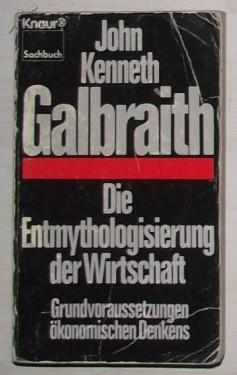 Knaur®
Sachbuch
John
Kenneth
Galbraith
Die
Entmythologisierung
der Wirtschaft
Grundvoraussetzungen
ökonomischen Denkens